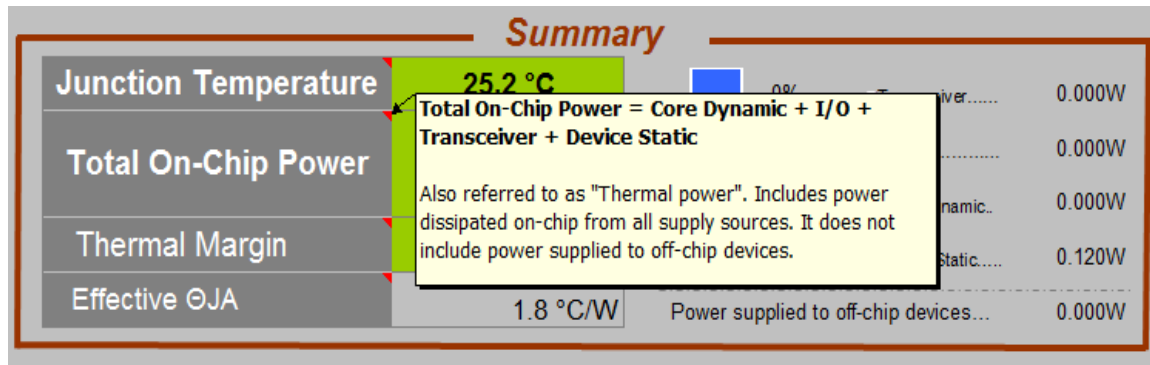 Summary
Junction Temperature 25.2 °C
0.000W
Total On-Chip Power = Core Dynamic + I/O +
Transceiver + Device Static
Also referred to as "Thermal power". Includes power
dissipated on-chip from all supply sources. It does not
include power supplied to off-chip devices.
Total On-Chip Power
0.000W
0.000W
Thermal Margin
Static..... 0.120W
Effective ΘJA 1.8 °C/W
Power supplied to off-chip devices... 0.000W